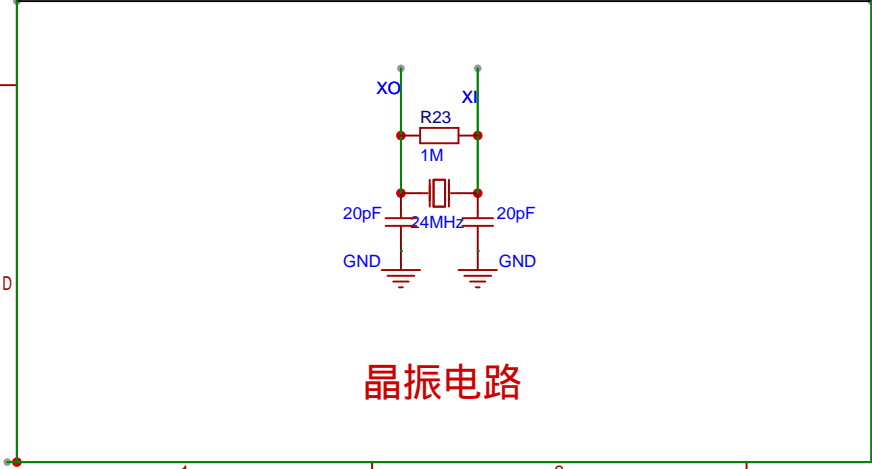 XO
XI
R23
1M
20pF
24MHz
20pF
GND
GND
D
晶振电路